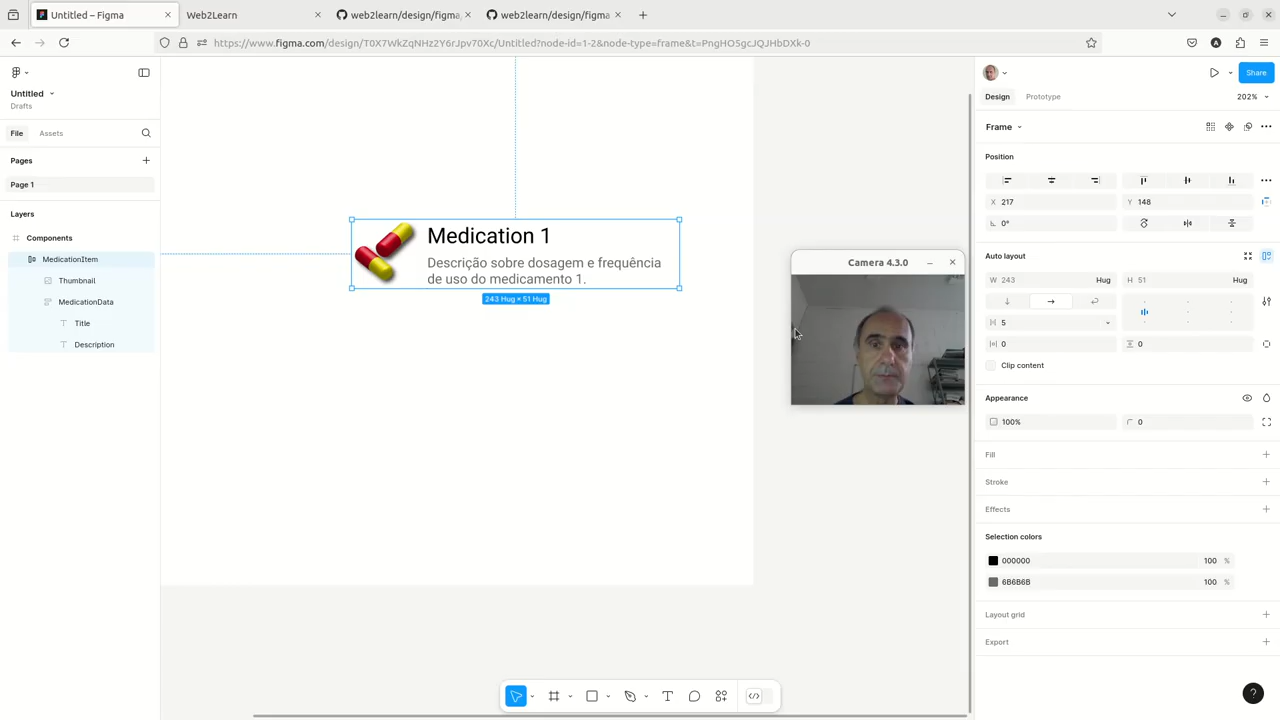 Untitled – Figma
Web2Learn
web2learn/design/figma,
web2learn/design/figma
https://www.figma.com/design/T0X7WkZqNHz2Y6rJpv70Xc/Untitled?node-id=1-2&node-type=frame&t=PngHO5gcJQJHbDXk-0
Untitled
Drafts
File
Assets
Pages
Page 1
Layers
Components
MedicationItem
Thumbnail
MedicationData
Title
Description
Medication 1
Descrição sobre dosagem e frequência
de uso do medicamento 1.
243 Hug × 51 Hug
Camera 4.3.0
Share
Design
Prototype
202%
Frame
Position
X 217
Y 148
0°
Auto layout
W 243 Hug
H 51 Hug
5
0
0
Clip content
Appearance
100%
0
Fill
Stroke
Effects
Selection colors
000000 100 %
6B6B6B 100 %
Layout grid
Export
?